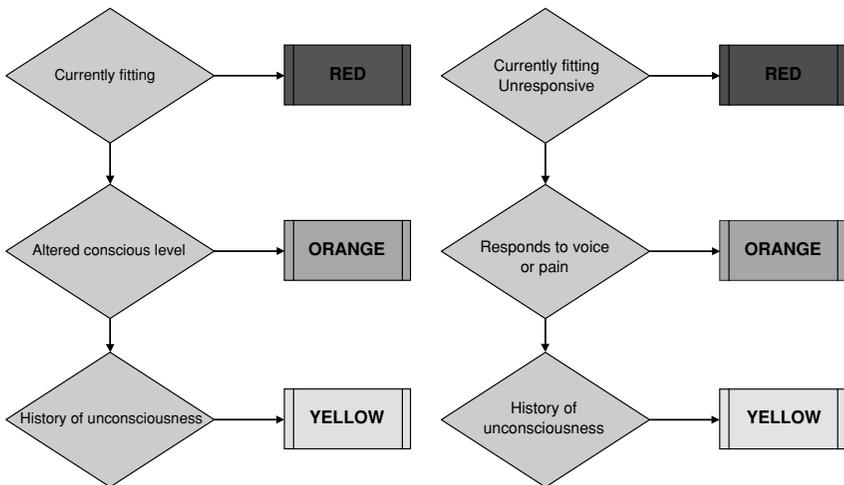 Currently fitting
RED
Altered conscious level
ORANGE
History of unconsciousness
YELLOW
Currently fitting
Unresponsive
RED
Responds to voice
or pain
ORANGE
History of
unconsciousness
YELLOW